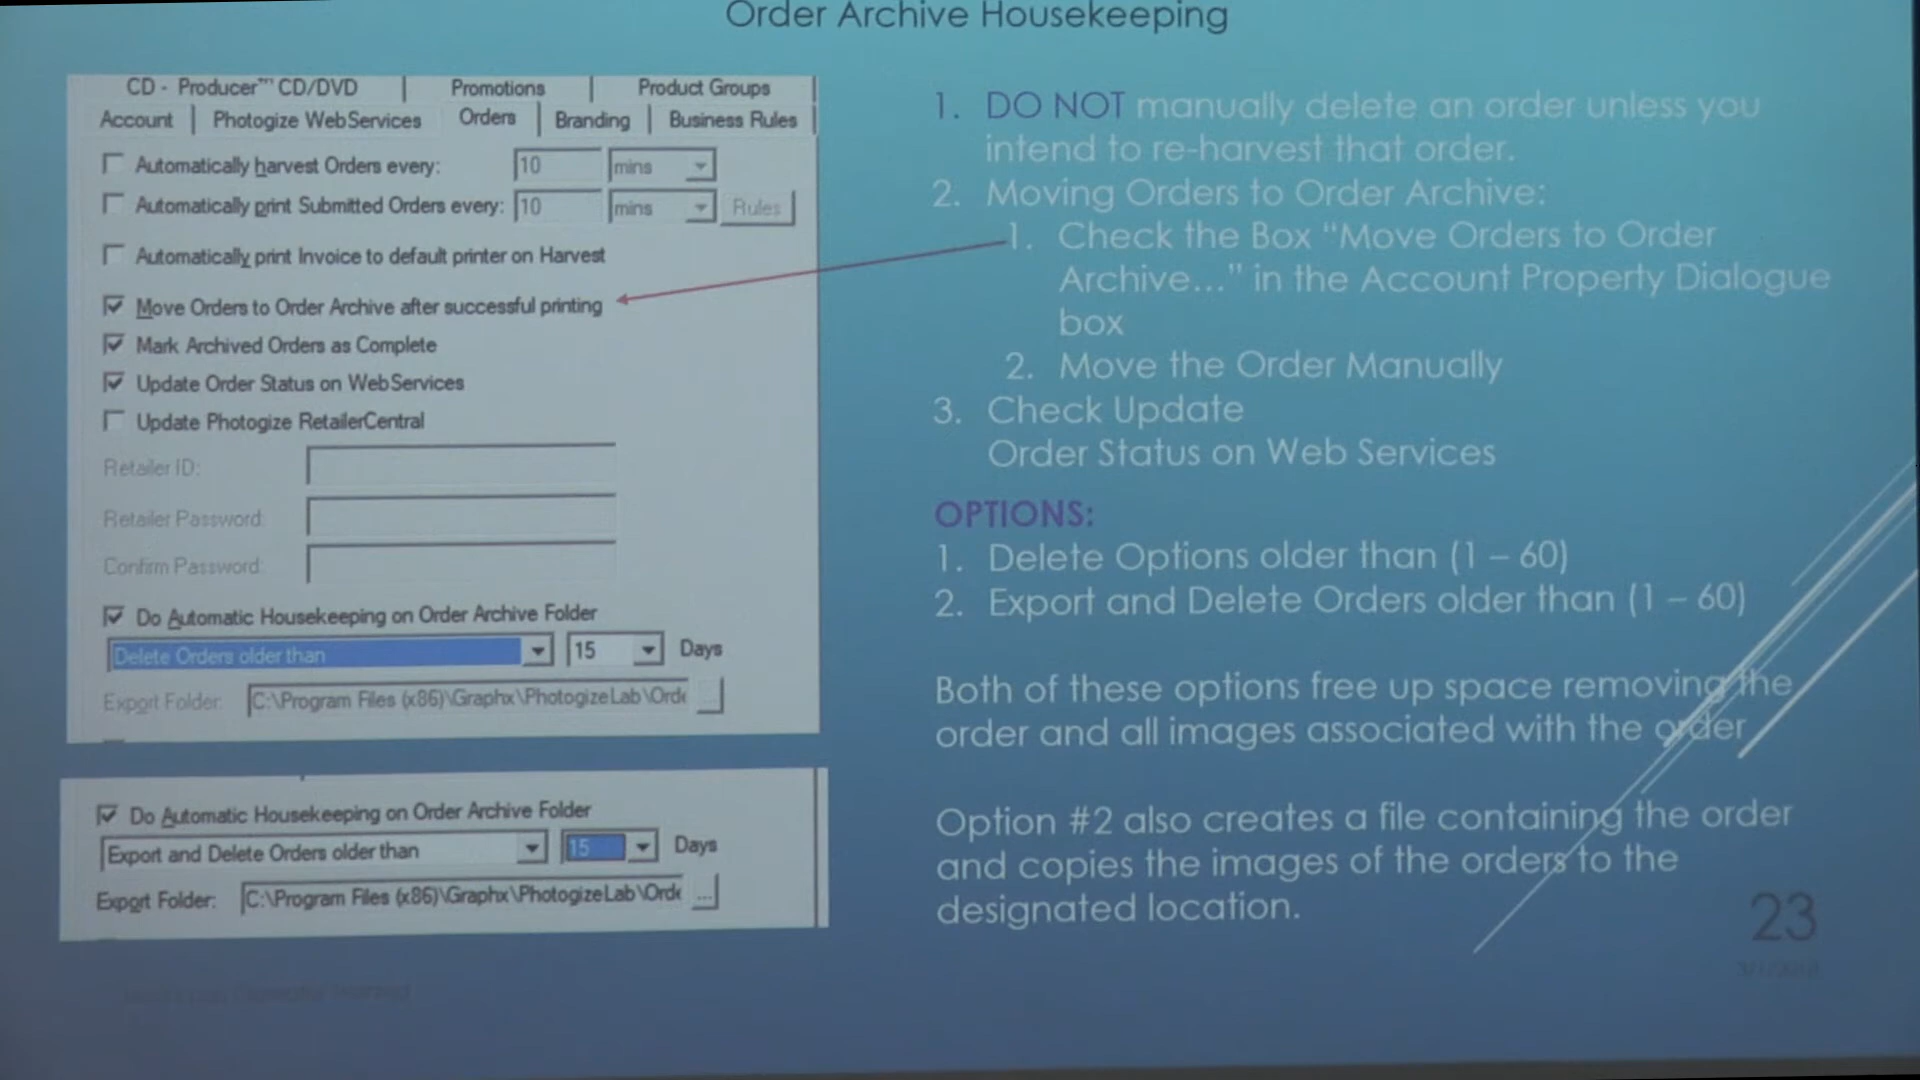 Order Archive Housekeeping
CD - Producer™ CD/DVD | Promotions | Product Groups
Account | Photogize WebServices Orders | Branding | Business Rules
Automatically harvest Orders every: 10 mins
Automatically print Submitted Orders every: 10 mins Rules
Automatically print Invoice to default printer on Harvest
Move Orders to Order Archive after successful printing
Mark Archived Orders as Complete
Update Order Status on WebServices
Update Photogize RetailerCentral
Retailer ID:
Retailer Password:
Confirm Password:
Do Automatic Housekeeping on Order Archive Folder
Delete Orders older than 15 Days
Export Folder: C:\Program Files (x86)\Graphx\PhotogizeLab\Orde
Do Automatic Housekeeping on Order Archive Folder
Export and Delete Orders older than 15 Days
Export Folder: C:\Program Files (x86)\Graphx\PhotogizeLab\Orde ...
1. DO NOT manually delete an order unless you
intend to re-harvest that order.
2. Moving Orders to Order Archive:
1. Check the Box “Move Orders to Order
Archive…” in the Account Property Dialogue
box
2. Move the Order Manually
3. Check Update
Order Status on Web Services
OPTIONS:
1. Delete Options older than (1 – 60)
2. Export and Delete Orders older than (1 – 60)
Both of these options free up space removing the
order and all images associated with the order
Option #2 also creates a file containing the order
and copies the images of the orders to the
designated location.
23